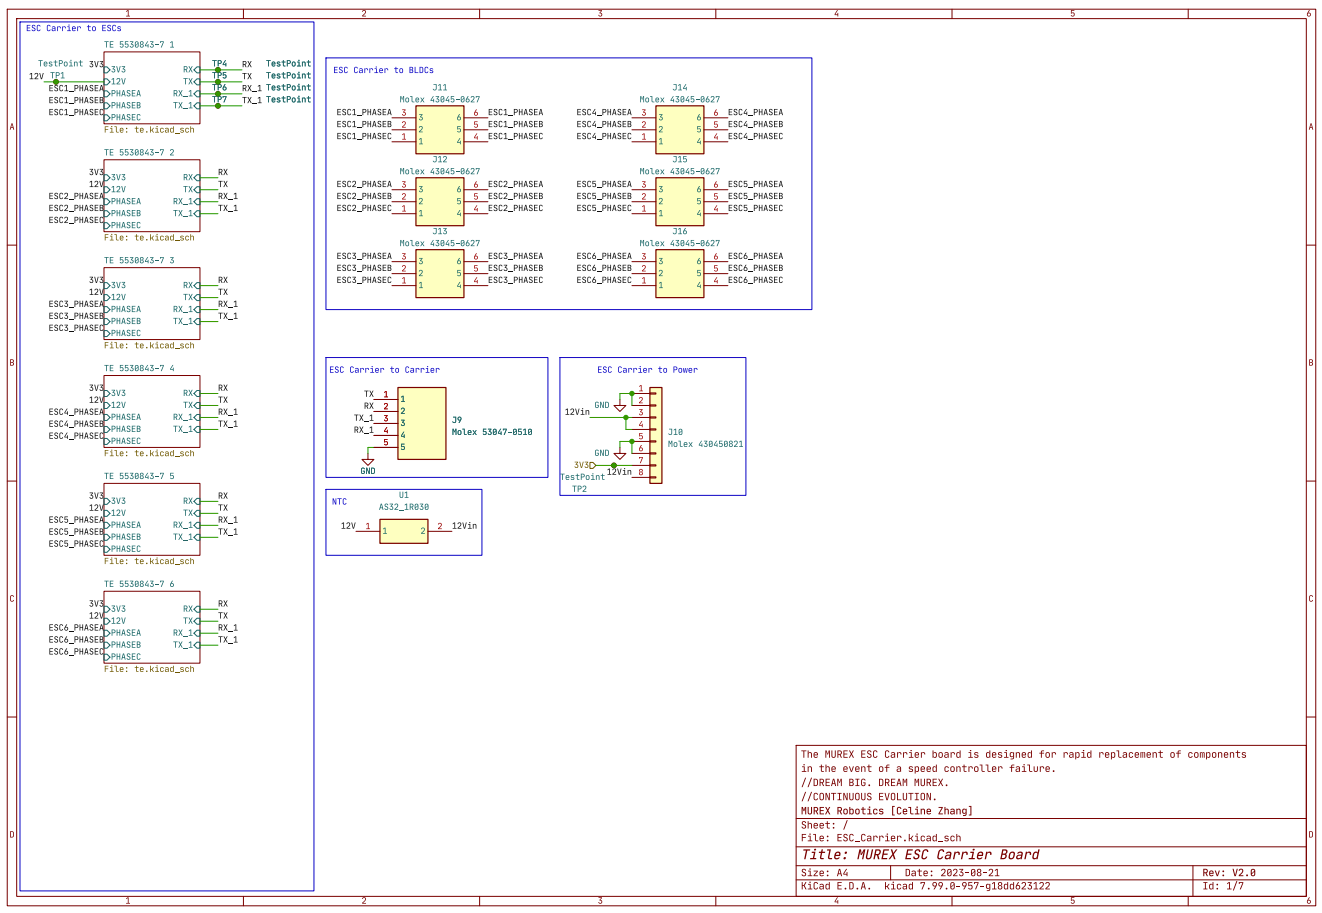 1 2 3 4 5 6
ESC Carrier to ESCs
TE 5530843-7 1
TestPoint 3V3 3V3 RX TP4 RX TestPoint
12V TP1 12V TX TP5 TX TestPoint
ESC1_PHASEA PHASEA RX_1 TP6 RX_1 TestPoint
ESC1_PHASEB PHASEB TX_1 TP7 TX_1 TestPoint
ESC1_PHASEC PHASEC
File: te.kicad_sch
TE 5530843-7 2
3V3 3V3 RX RX
12V 12V TX TX
ESC2_PHASEA PHASEA RX_1 RX_1
ESC2_PHASEB PHASEB TX_1 TX_1
ESC2_PHASEC PHASEC
File: te.kicad_sch
TE 5530843-7 3
3V3 3V3 RX RX
12V 12V TX TX
ESC3_PHASEA PHASEA RX_1 RX_1
ESC3_PHASEB PHASEB TX_1 TX_1
ESC3_PHASEC PHASEC
File: te.kicad_sch
TE 5530843-7 4
3V3 3V3 RX RX
12V 12V TX TX
ESC4_PHASEA PHASEA RX_1 RX_1
ESC4_PHASEB PHASEB TX_1 TX_1
ESC4_PHASEC PHASEC
File: te.kicad_sch
TE 5530843-7 5
3V3 3V3 RX RX
12V 12V TX TX
ESC5_PHASEA PHASEA RX_1 RX_1
ESC5_PHASEB PHASEB TX_1 TX_1
ESC5_PHASEC PHASEC
File: te.kicad_sch
TE 5530843-7 6
3V3 3V3 RX RX
12V 12V TX TX
ESC6_PHASEA PHASEA RX_1 RX_1
ESC6_PHASEB PHASEB TX_1 TX_1
ESC6_PHASEC PHASEC
File: te.kicad_sch
ESC Carrier to BLDCs
J11
Molex 43045-0627
ESC1_PHASEA 3 3 6 6 ESC1_PHASEA
ESC1_PHASEB 2 2 5 5 ESC1_PHASEB
ESC1_PHASEC 1 1 4 4 ESC1_PHASEC
J12
Molex 43045-0627
ESC2_PHASEA 3 3 6 6 ESC2_PHASEA
ESC2_PHASEB 2 2 5 5 ESC2_PHASEB
ESC2_PHASEC 1 1 4 4 ESC2_PHASEC
J13
Molex 43045-0627
ESC3_PHASEA 3 3 6 6 ESC3_PHASEA
ESC3_PHASEB 2 2 5 5 ESC3_PHASEB
ESC3_PHASEC 1 1 4 4 ESC3_PHASEC
J14
Molex 43045-0627
ESC4_PHASEA 3 3 6 6 ESC4_PHASEA
ESC4_PHASEB 2 2 5 5 ESC4_PHASEB
ESC4_PHASEC 1 1 4 4 ESC4_PHASEC
J15
Molex 43045-0627
ESC5_PHASEA 3 3 6 6 ESC5_PHASEA
ESC5_PHASEB 2 2 5 5 ESC5_PHASEB
ESC5_PHASEC 1 1 4 4 ESC5_PHASEC
J16
Molex 43045-0627
ESC6_PHASEA 3 3 6 6 ESC6_PHASEA
ESC6_PHASEB 2 2 5 5 ESC6_PHASEB
ESC6_PHASEC 1 1 4 4 ESC6_PHASEC
ESC Carrier to Carrier
TX 1 1
RX 2 2
TX_1 3 3
RX_1 4 4
5 5
GND
J9
Molex 53047-0510
ESC Carrier to Power
1
GND 2
12Vin 3
4
5
GND 6
3V3 7
12Vin 8
TestPoint
TP2
J10
Molex 430450821
NTC
U1
AS32_1R030
12V 1 1 2 2 12Vin
A A
B B
C C
D D
The MUREX ESC Carrier board is designed for rapid replacement of components
in the event of a speed controller failure.
//DREAM BIG. DREAM MUREX.
//CONTINUOUS EVOLUTION.
MUREX Robotics [Celine Zhang]
Sheet: /
File: ESC_Carrier.kicad_sch
Title: MUREX ESC Carrier Board
Size: A4 Date: 2023-08-21 Rev: V2.0
KiCad E.D.A. kicad 7.99.0-957-g18dd623122 Id: 1/7
1 2 3 4 5 6